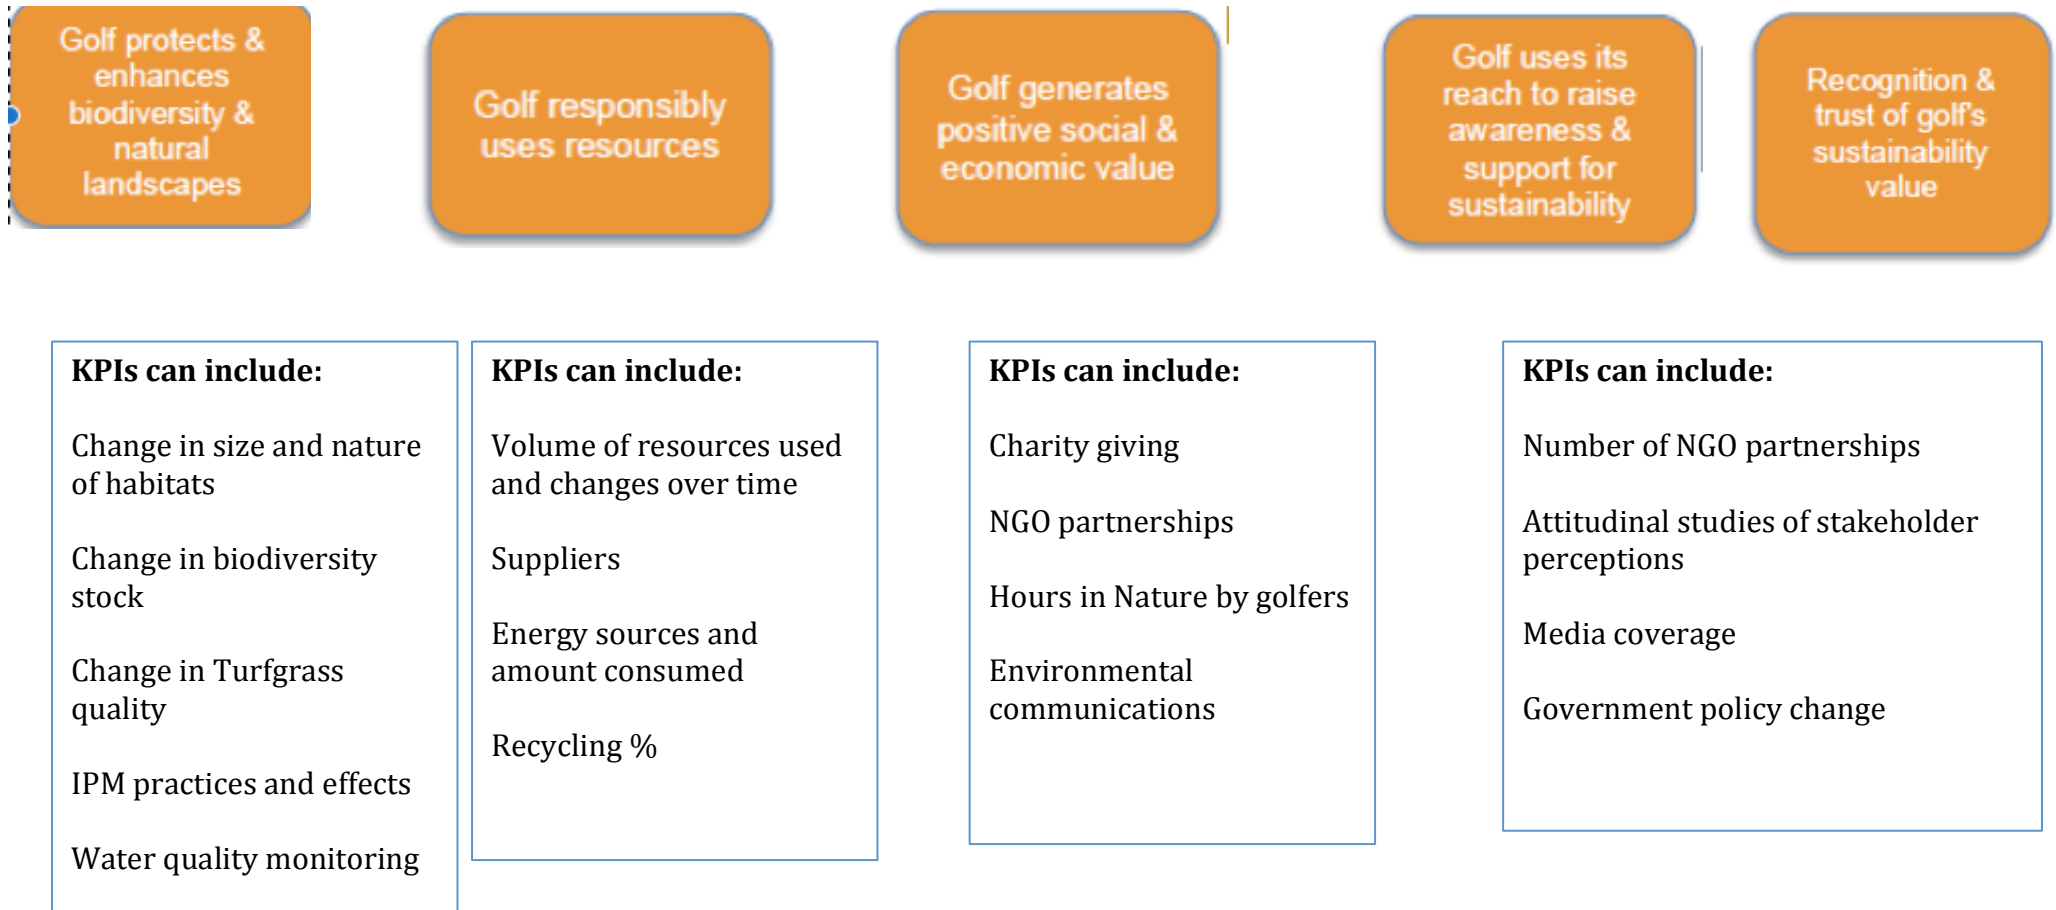 Golf protects &
enhances
biodiversity &
natural
landscapes
Golf responsibly
uses resources
Golf generates
positive social &
economic value
Golf uses its
reach to raise
awareness &
support for
sustainability
Recognition &
trust of golf's
sustainability
value
KPIs can include:
Change in size and nature
of habitats
Change in biodiversity
stock
Change in Turfgrass
quality
IPM practices and effects
Water quality monitoring
KPIs can include:
Volume of resources used
and changes over time
Suppliers
Energy sources and
amount consumed
Recycling %
KPIs can include:
Charity giving
NGO partnerships
Hours in Nature by golfers
Environmental
communications
KPIs can include:
Number of NGO partnerships
Attitudinal studies of stakeholder
perceptions
Media coverage
Government policy change